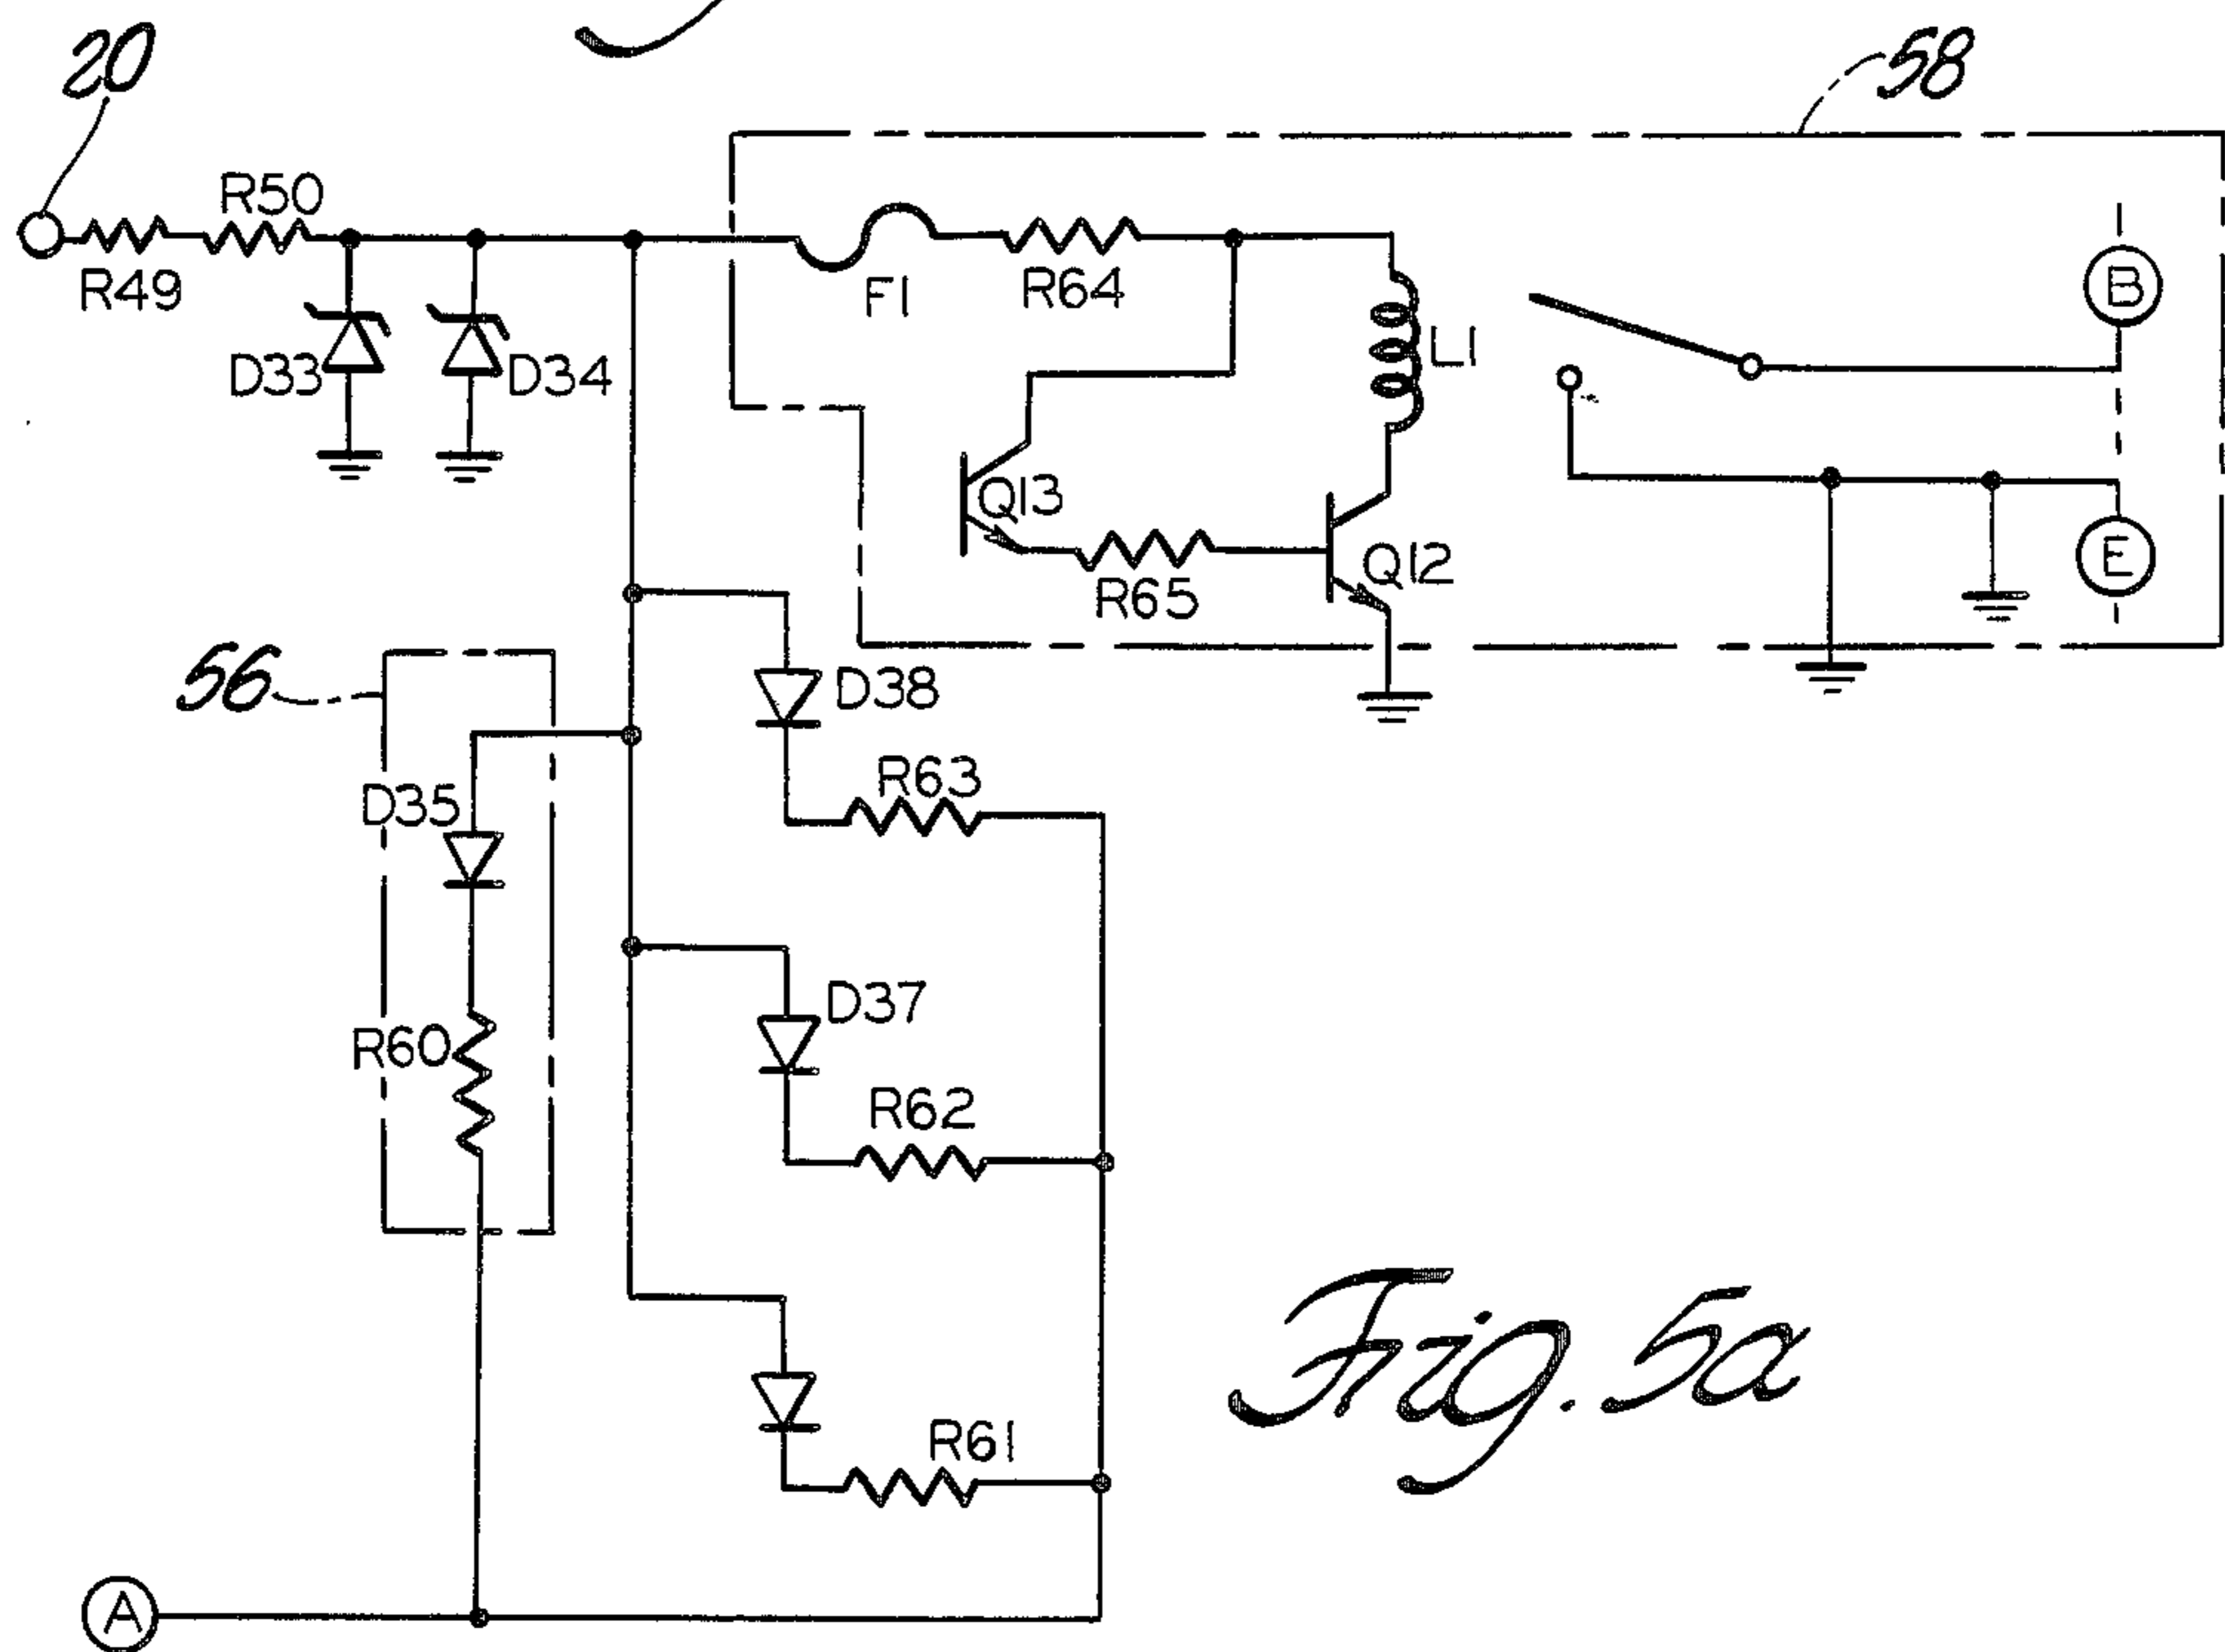 20
58
R50
R49
F1
R64
B
D33
D34
L1
Q13
Q12
E
R65
56
D38
R63
D35
D37
R60
R62
R61
Fig. 5a
A